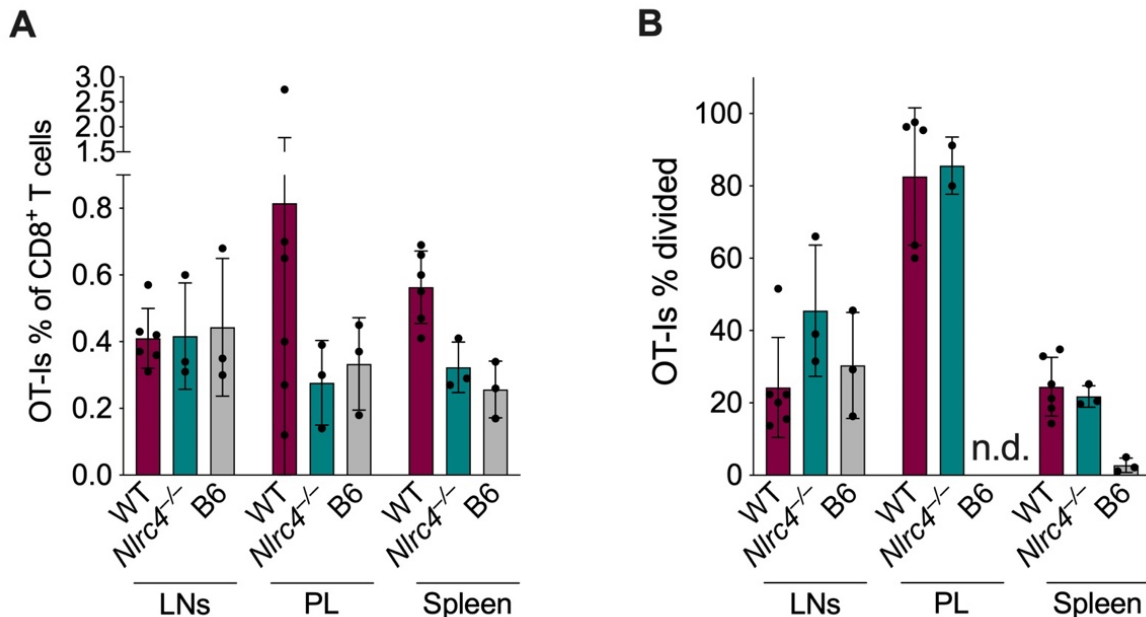 A
OT-Is % of CD8⁺ T cells
3.0
2.5
2.0
1.5
0.8
0.6
0.4
0.2
0.0
WT
Nlrc4⁻/⁻
B6
WT
Nlrc4⁻/⁻
B6
WT
Nlrc4⁻/⁻
B6
LNs
PL
Spleen
B
OT-Is % divided
100
80
60
40
20
0
n.d.
WT
Nlrc4⁻/⁻
B6
WT
Nlrc4⁻/⁻
B6
WT
Nlrc4⁻/⁻
B6
LNs
PL
Spleen